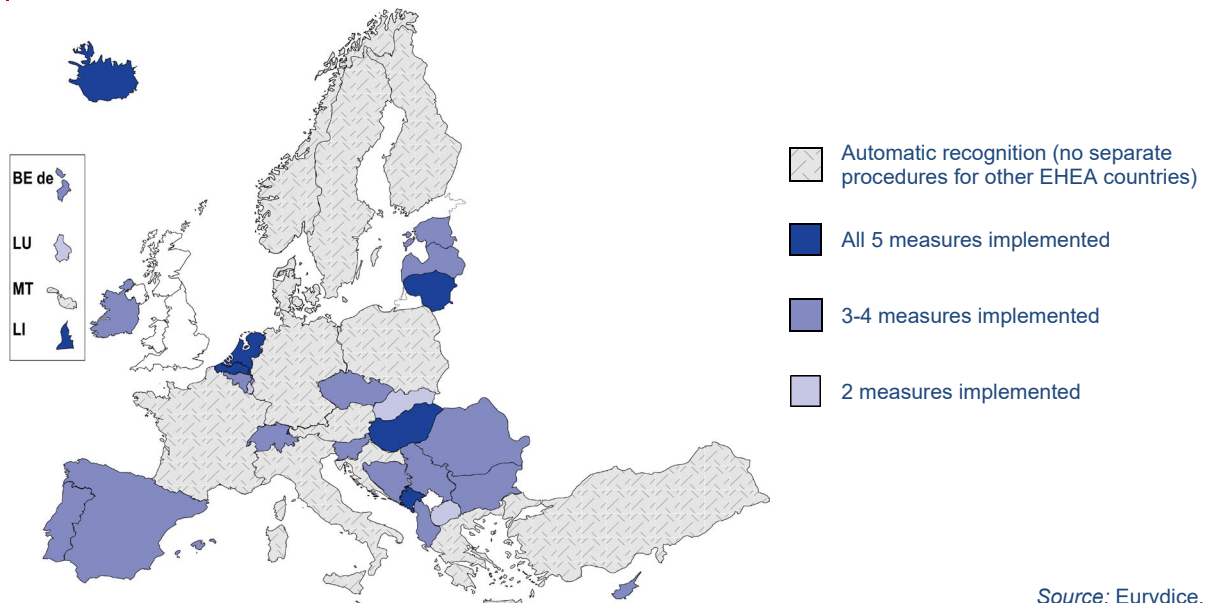 BE de
LU
MT
LI
Automatic recognition (no separate
procedures for other EHEA countries)
All 5 measures implemented
3-4 measures implemented
2 measures implemented
Source: Eurydice.